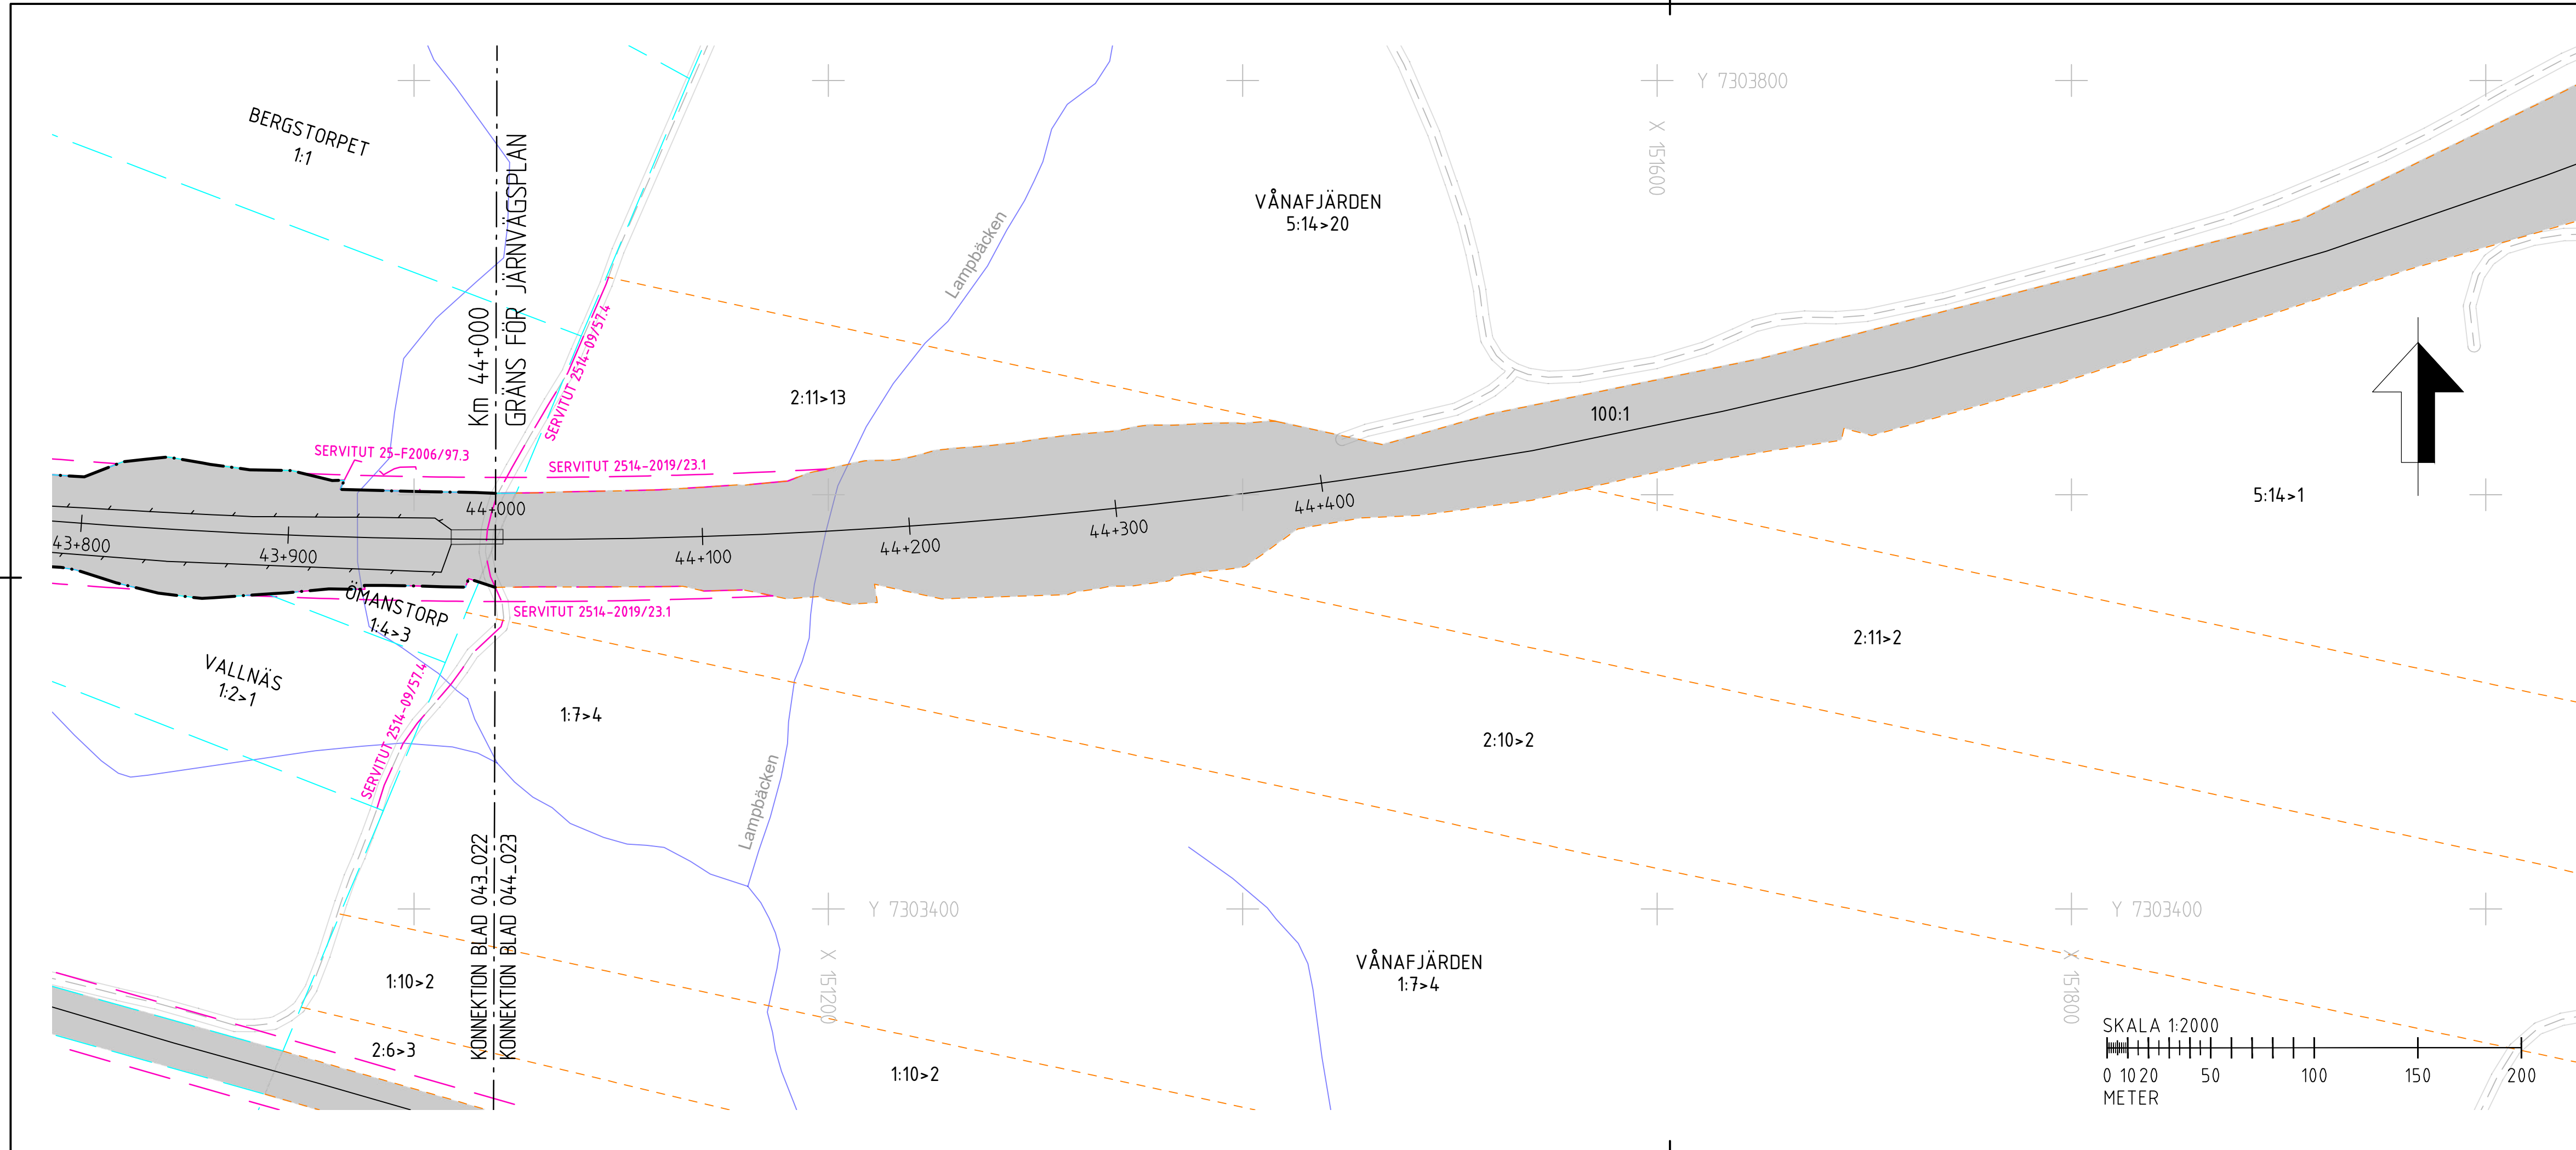 BERGSTORPET
1:1
Km 44+000
GRÄNS FÖR JÄRNVÄGSPLAN
Y 7303800
X 151600
VÅNAFJÄRDEN
5:14>20
Lampbäcken
SERVITUT 2514-09/57.4
2:11>13
100:1
SERVITUT 25-F2006/97.3
SERVITUT 2514-2019/23.1
5:14>1
43+800
43+900
44+000
44+100
44+200
44+300
44+400
ÖMANSTORP
1:4>3
SERVITUT 2514-2019/23.1
VALLNÄS
1:2>1
SERVITUT 2514-09/57.4
1:7>4
2:11>2
2:10>2
Lampbäcken
KONNEKTION BLAD 043_022
KONNEKTION BLAD 044_023
Y 7303400
X 151200
Y 7303400
X 151800
VÅNAFJÄRDEN
1:7>4
1:10>2
2:6>3
1:10>2
SKALA 1:2000
0 10 20 50 100 150 200
METER